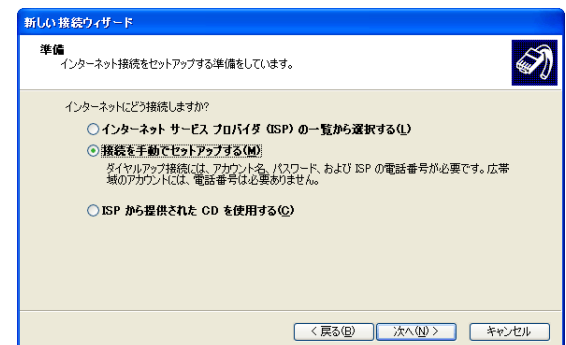 新しい接続ウィザード
準備
インターネット接続をセットアップする準備をしています。
インターネットにどう接続しますか?
インターネット サービス プロバイダ (ISP) の一覧から選択する(L)
接続を手動でセットアップする(M)
ダイヤルアップ接続には、アカウント名、パスワード、および ISP の電話番号が必要です。広帯
域のアカウントには、電話番号は必要ありません。
ISP から提供された CD を使用する(C)
< 戻る(B) 次へ(N) > キャンセル